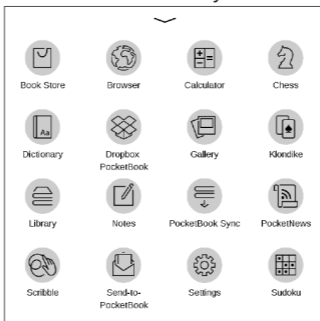 Book Store Browser Calculator Chess
Dictionary Dropbox PocketBook Gallery Klondike
Library Notes PocketBook Sync PocketNews
Scribble Send-to-PocketBook Settings Sudoku